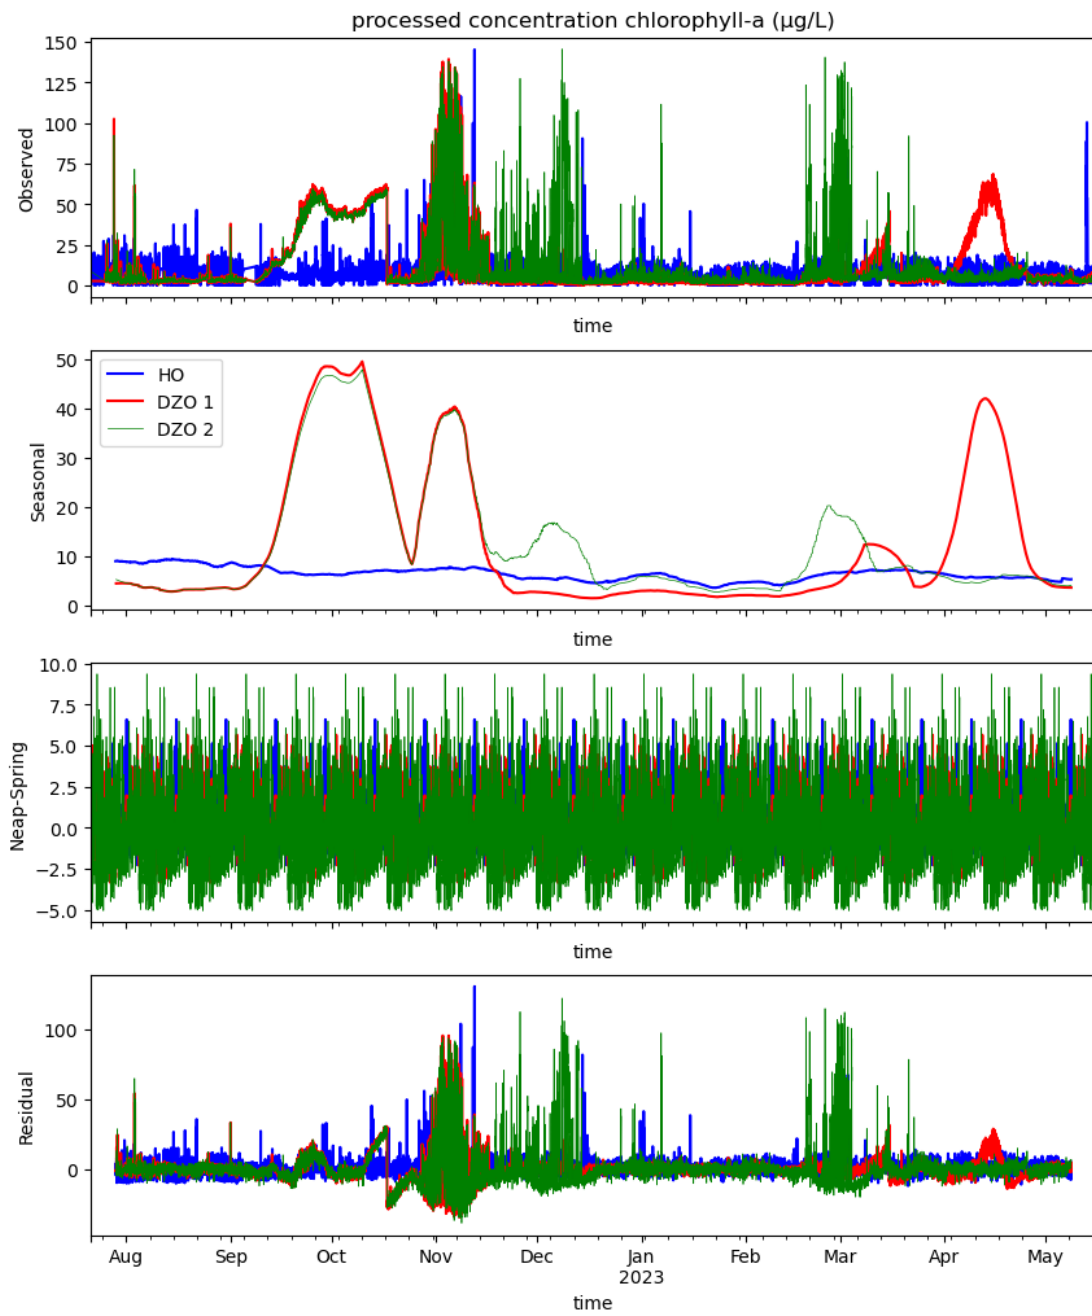 processed concentration chlorophyll-a (μg/L)
150
125
100
75
50
25
0
Observed
time
50
40
30
20
10
0
Seasonal
HO
DZO 1
DZO 2
time
10.0
7.5
5.0
2.5
0.0
−2.5
−5.0
Neap-Spring
time
100
50
0
Residual
Aug Sep Oct Nov Dec Jan Feb Mar Apr May
2023
time